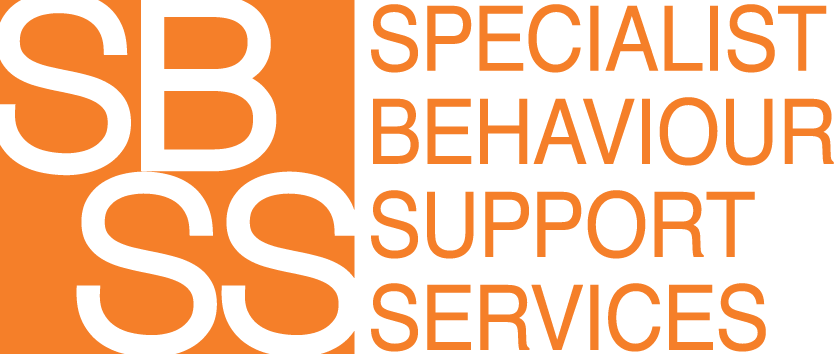 SB
SS
SPECIALIST
BEHAVIOUR
SUPPORT
SERVICES